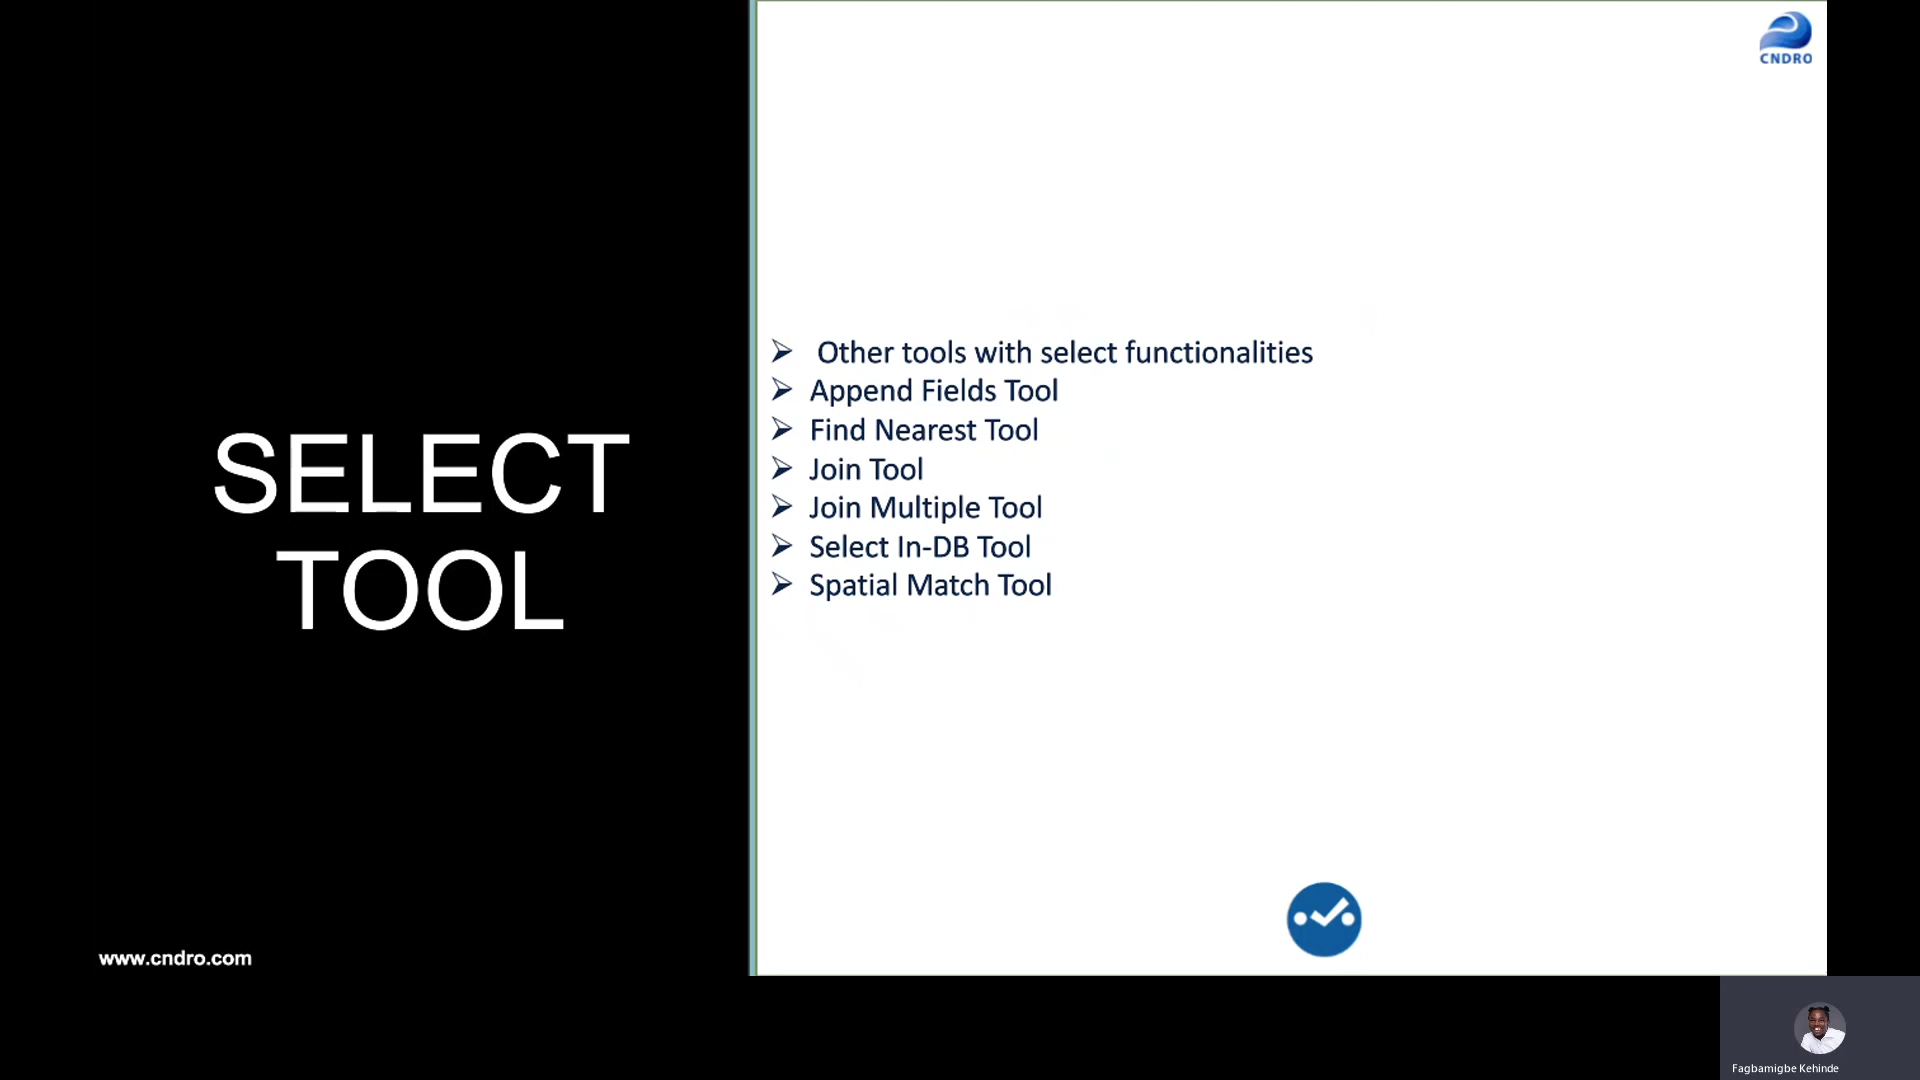 SELECT
TOOL
www.cndro.com
CNDRO
➢ Other tools with select functionalities
➢ Append Fields Tool
➢ Find Nearest Tool
➢ Join Tool
➢ Join Multiple Tool
➢ Select In-DB Tool
➢ Spatial Match Tool
Fagbamigbe Kehinde